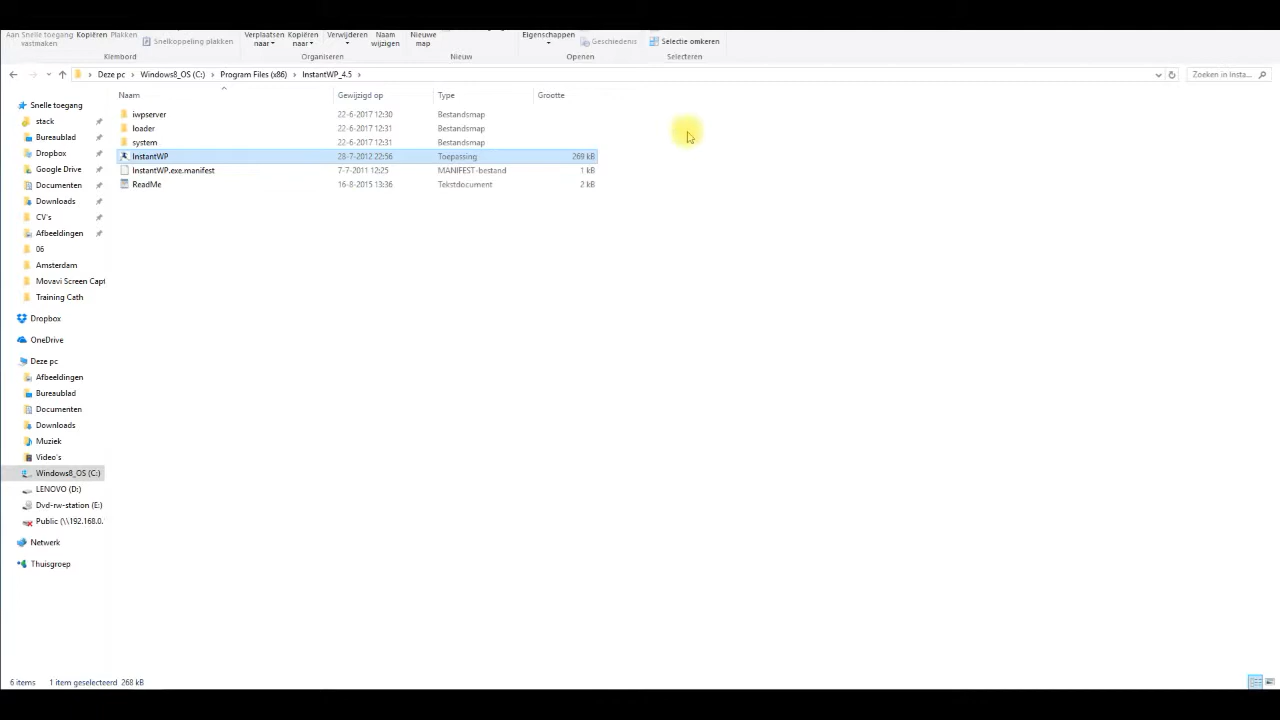 Aan Snelle toegang vastmaken
Kopiëren
Plakken
Snelkoppeling plakken
Klembord
Verplaatsen naar
Kopiëren naar
Verwijderen
Naam wijzigen
Organiseren
Nieuwe map
Nieuw
Eigenschappen
Geschiedenis
Openen
Selectie omkeren
Selecteren
Deze pc Windows8_OS (C:) Program Files (x86) InstantWP_4.5
Zoeken in Insta...
Naam Gewijzigd op Type Grootte
iwpserver 22-6-2017 12:30 Bestandsmap
loader 22-6-2017 12:31 Bestandsmap
system 22-6-2017 12:31 Bestandsmap
InstantWP 28-7-2012 22:56 Toepassing 269 kB
InstantWP.exe.manifest 7-7-2011 12:25 MANIFEST-bestand 1 kB
ReadMe 16-8-2015 13:36 Tekstdocument 2 kB
Snelle toegang
stack
Bureaublad
Dropbox
Google Drive
Documenten
Downloads
CV's
Afbeeldingen
06
Amsterdam
Movavi Screen Capt
Training Cath
Dropbox
OneDrive
Deze pc
Afbeeldingen
Bureaublad
Documenten
Downloads
Muziek
Video's
Windows8_OS (C:)
LENOVO (D:)
Dvd-rw-station (E:)
Public (\\192.168.0.
Netwerk
Thuisgroep
6 items 1 item geselecteerd 268 kB